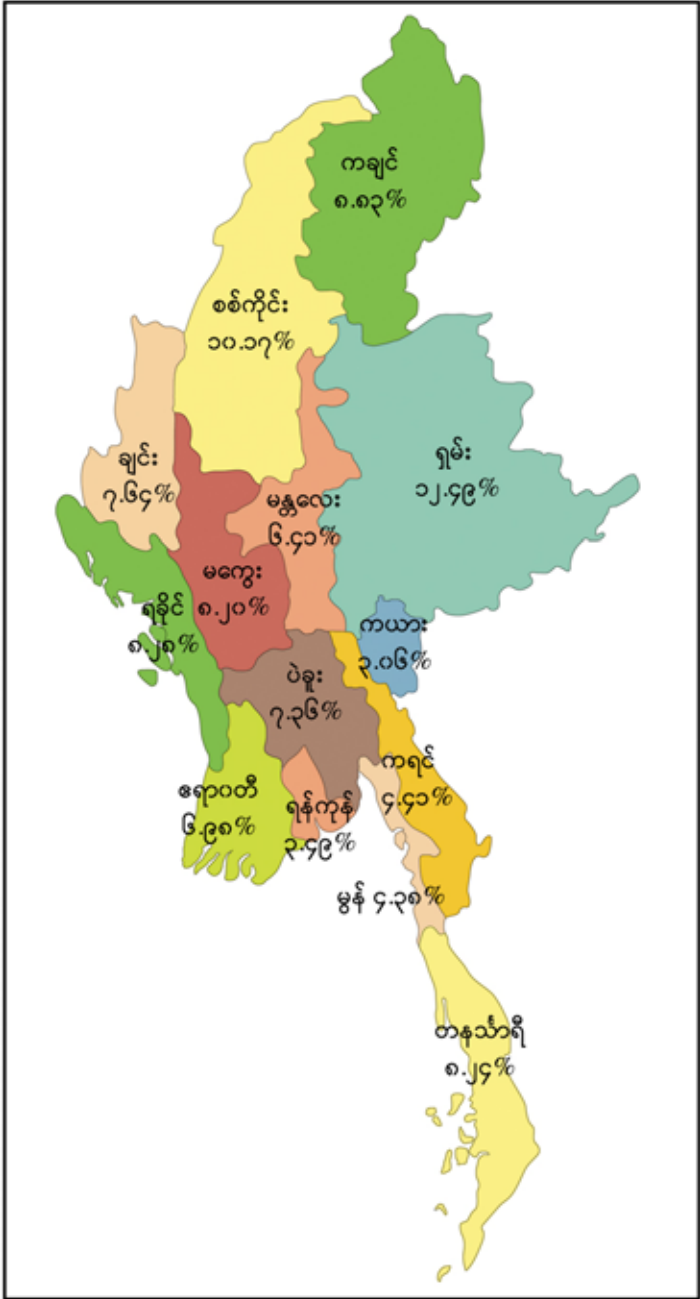 ကချင်
၈.၈၃%
စစ်ကိုင်း
၁၀.၁၇%
ချင်း
၇.၆၄%
ရှမ်း
၁၂.၄၉%
မန္တလေး
၆.၄၁%
မကွေး
၈.၂၀%
ရခိုင်
၈.၂၈%
ကယား
၃.၀၆%
ပဲခူး
၇.၃၆%
ကရင်
၄.၄၁%
ဧရာဝတီ
၆.၉၈%
ရန်ကုန်
၃.၄၉%
မွန် ၄.၃၈%
တနင်္သာရီ
၈.၂၄%